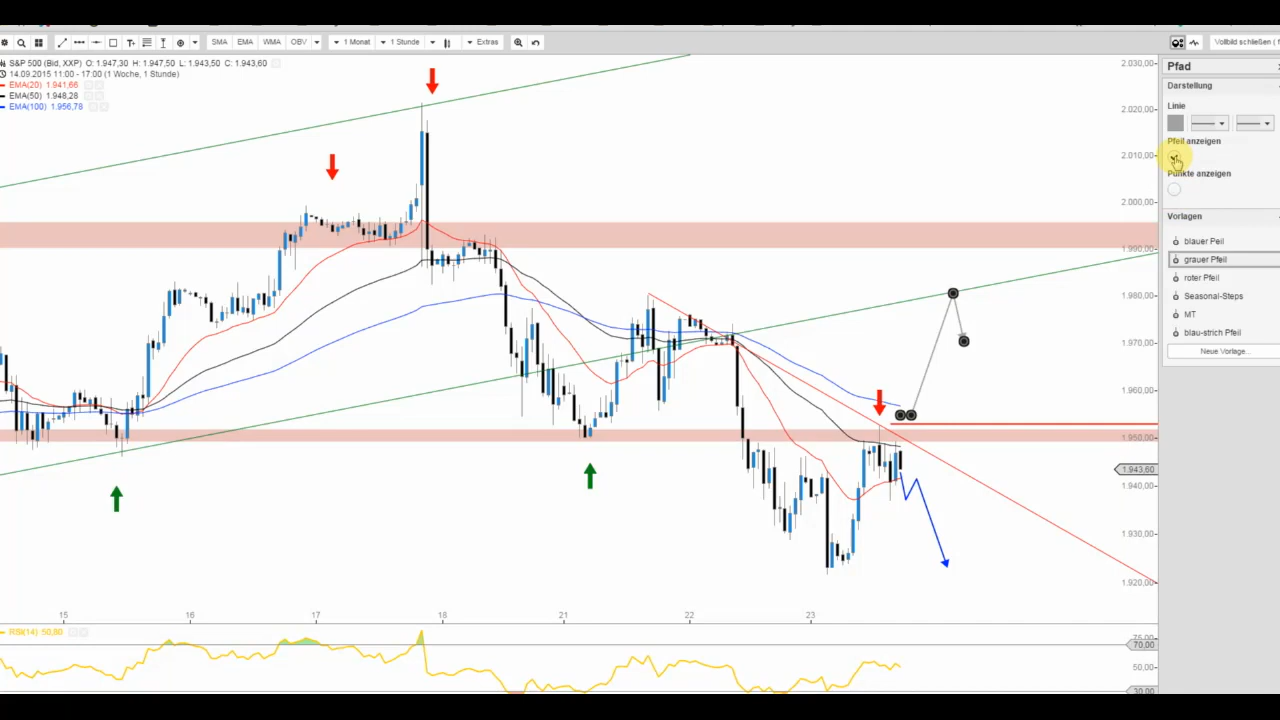 SMA EMA WMA OBV 1 Monat 1 Stunde Extras Vollbild schließen (
S&P 500 (Bid, XXP) O: 1.947,30 H: 1.947,50 L: 1.943,50 C: 1.943,60
14.09.2015 11:00 - 17:00 (1 Woche, 1 Stunde)
EMA(20) 1.941,66
EMA(50) 1.948,28
EMA(100) 1.956,78
2.030,00
2.020,00
2.010,00
2.000,00
1.990,00
1.980,00
1.970,00
1.960,00
1.950,00
1.943,60
1.940,00
1.930,00
1.920,00
15 16 17 18 21 22 23
RSI(14) 50,80
75,00
70,00
50,00
30,00
Pfad
Darstellung
Linie
Pfeil anzeigen
Punkte anzeigen
Vorlagen
blauer Peil
grauer Pfeil
roter Pfeil
Seasonal-Steps
MT
blau-strich Pfeil
Neue Vorlage...